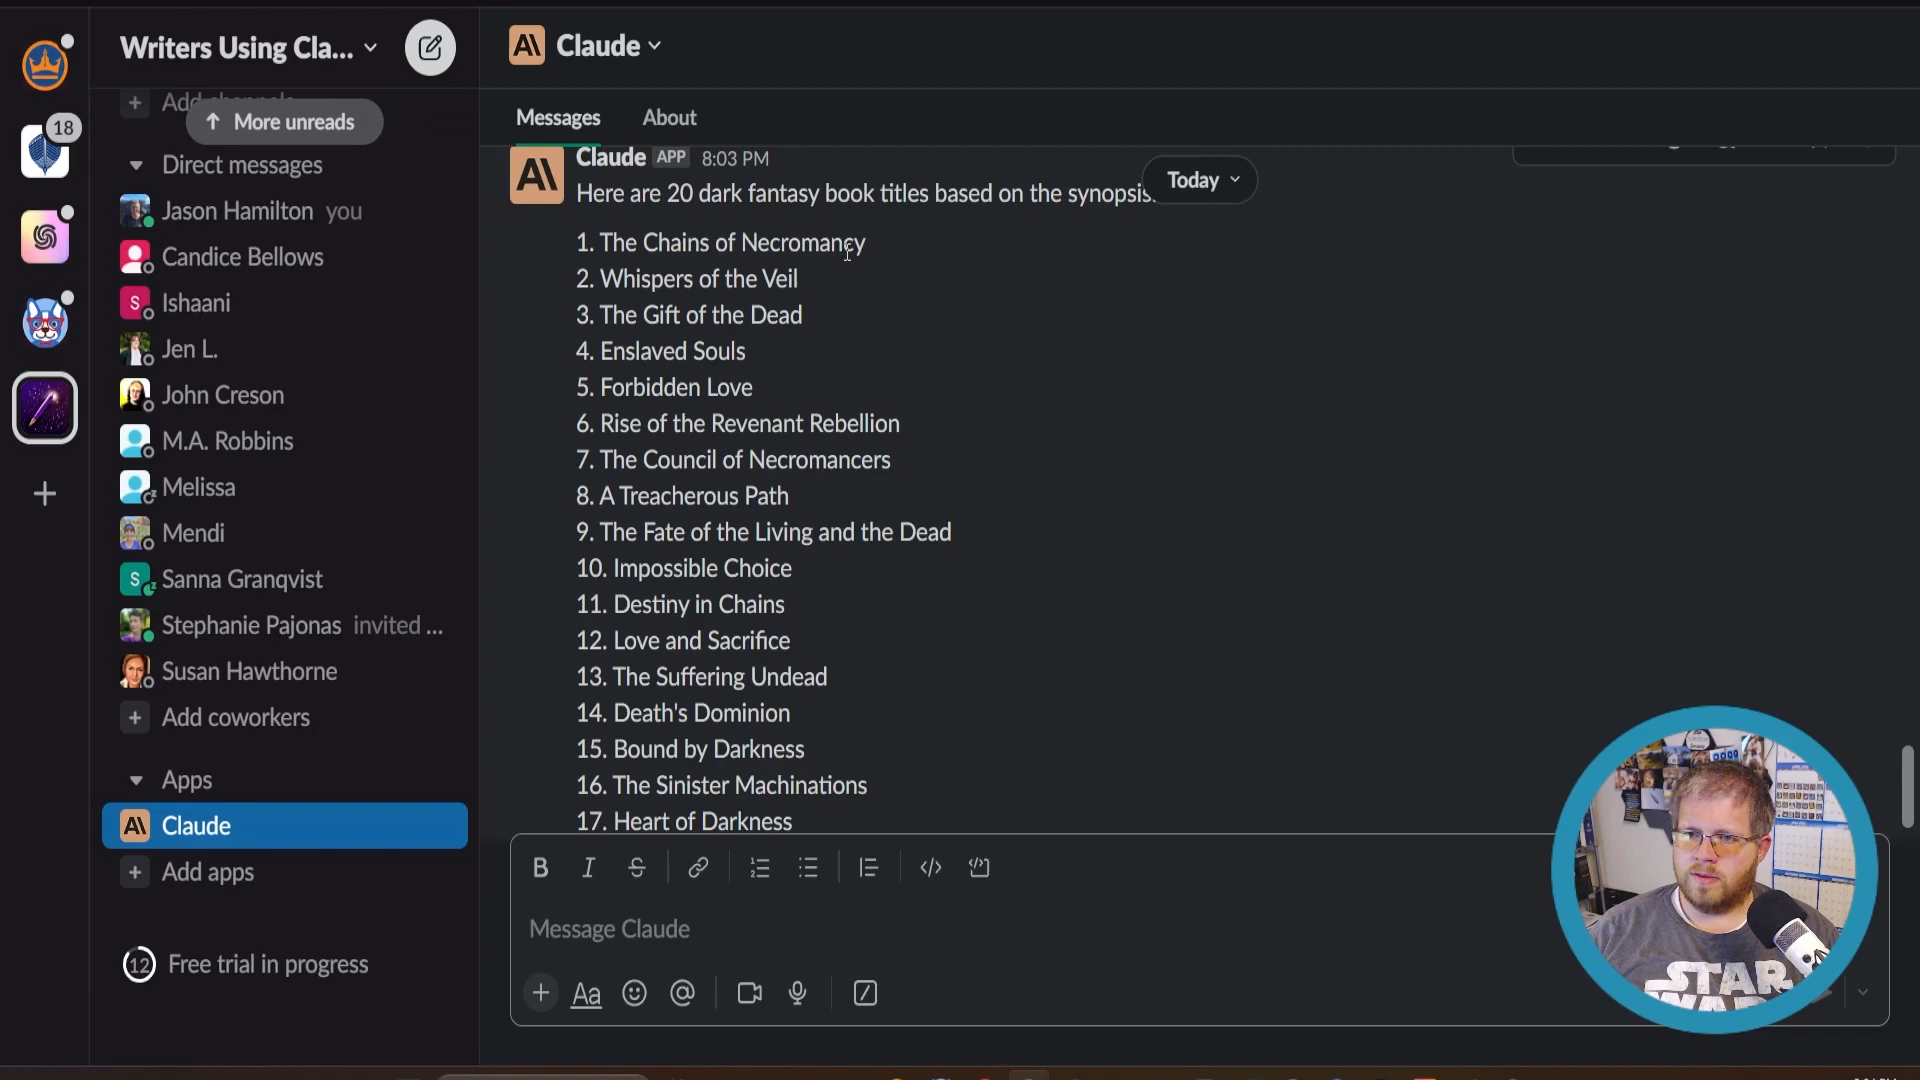 Writers Using Cla...
Claude
18
Add channels
More unreads
Messages
About
Direct messages
Claude APP 8:03 PM
Today
Here are 20 dark fantasy book titles based on the synopsis:
Jason Hamilton you
1. The Chains of Necromancy
Candice Bellows
2. Whispers of the Veil
S Ishaani
3. The Gift of the Dead
Jen L.
4. Enslaved Souls
John Creson
5. Forbidden Love
M.A. Robbins
6. Rise of the Revenant Rebellion
Melissa
7. The Council of Necromancers
Mendi
8. A Treacherous Path
S Sanna Granqvist
9. The Fate of the Living and the Dead
Stephanie Pajonas invited ...
10. Impossible Choice
Susan Hawthorne
11. Destiny in Chains
Add coworkers
12. Love and Sacrifice
Apps
13. The Suffering Undead
Claude
14. Death's Dominion
Add apps
15. Bound by Darkness
12 Free trial in progress
16. The Sinister Machinations
17. Heart of Darkness
B I S
Message Claude
Aa
STAR
WARS